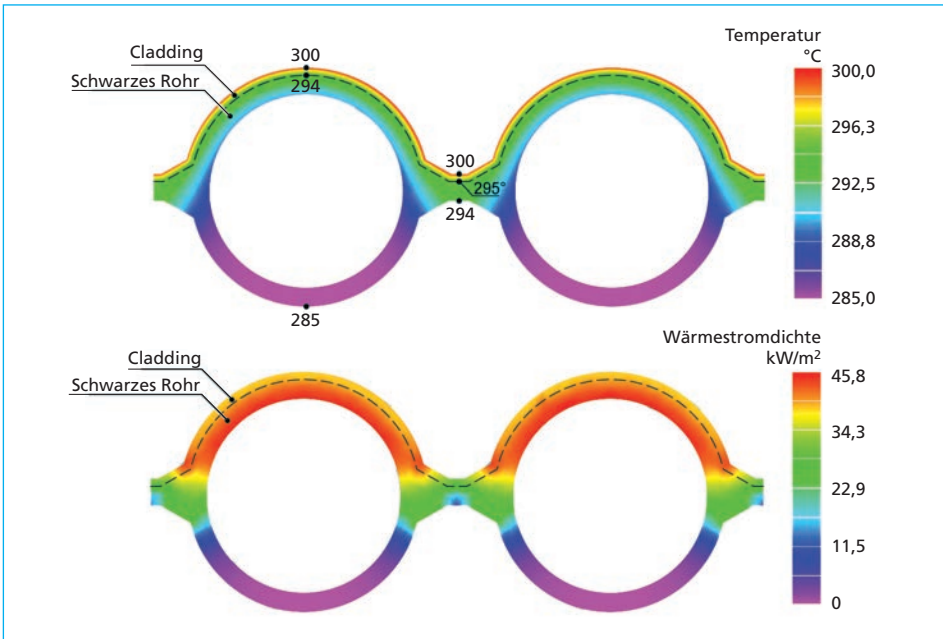 Temperatur
°C
300,0
296,3
292,5
288,8
285,0
Cladding
Schwarzes Rohr
300
294
300
295°
294
285
Wärmestromdichte
kW/m²
45,8
34,3
22,9
11,5
0
Cladding
Schwarzes Rohr